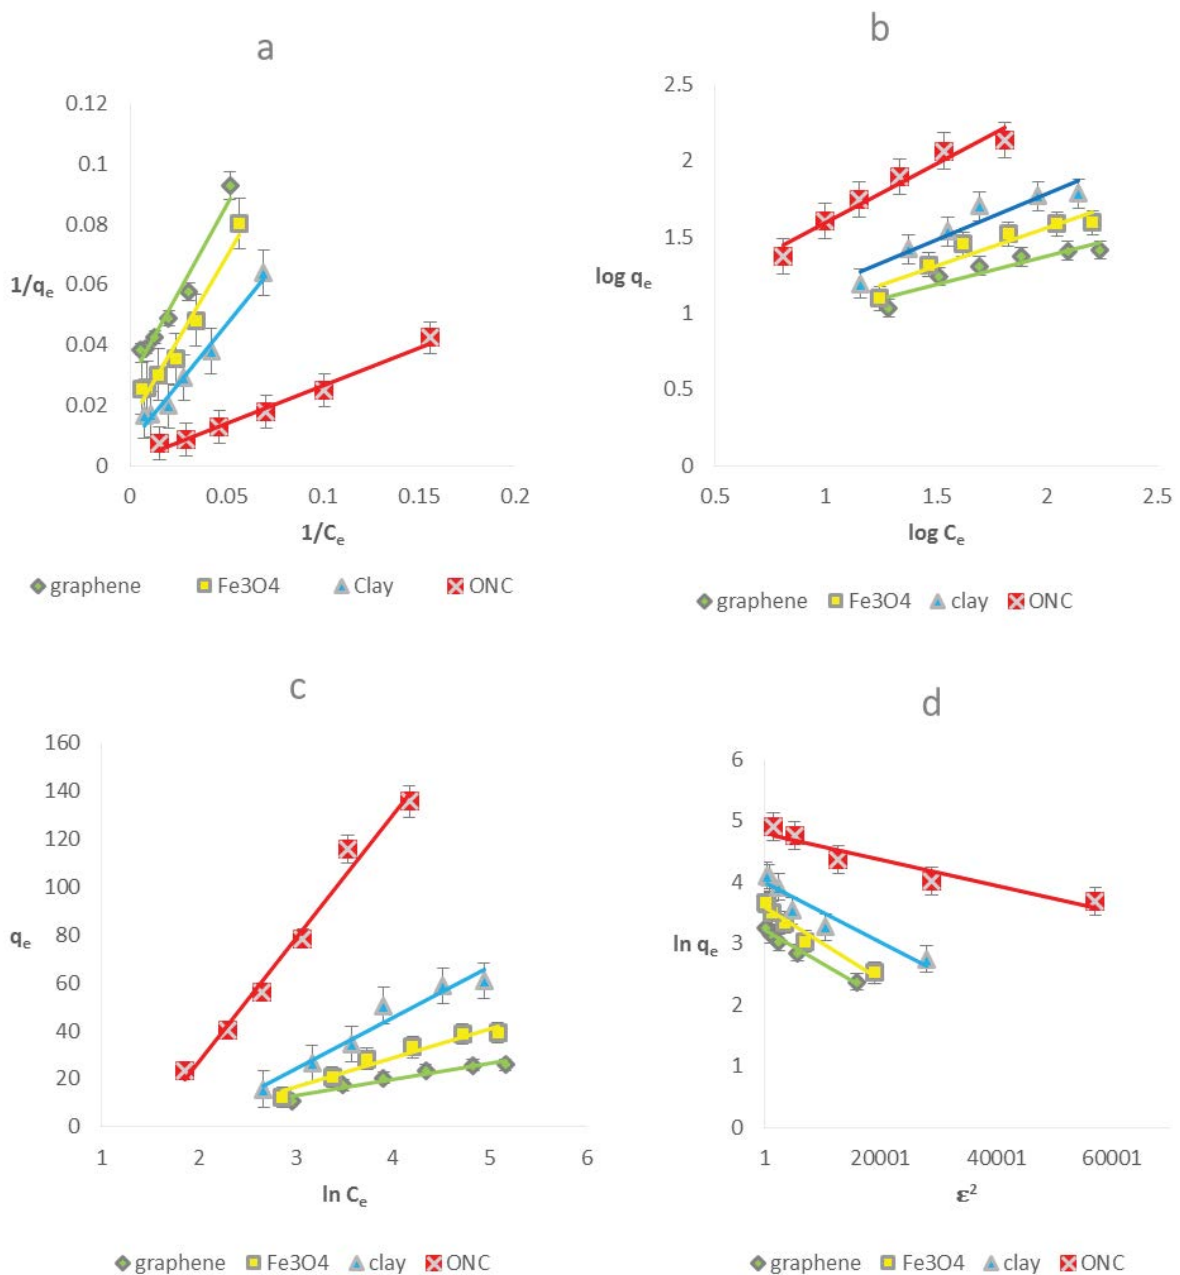 a
0.12
0.1
0.08
1/qe
0.06
0.04
0.02
0
0 0.05 0.1 0.15 0.2
1/Ce
graphene Fe3O4 Clay ONC
b
2.5
2
1.5
log qe
1
0.5
0
0.5 1 1.5 2 2.5
log Ce
graphene Fe3O4 clay ONC
c
160
140
120
100
qe
80
60
40
20
0
1 2 3 4 5 6
ln Ce
graphene Fe3O4 clay ONC
d
6
5
4
ln qe
3
2
1
0
1 20001 40001 60001
ε²
graphene Fe3O4 clay ONC